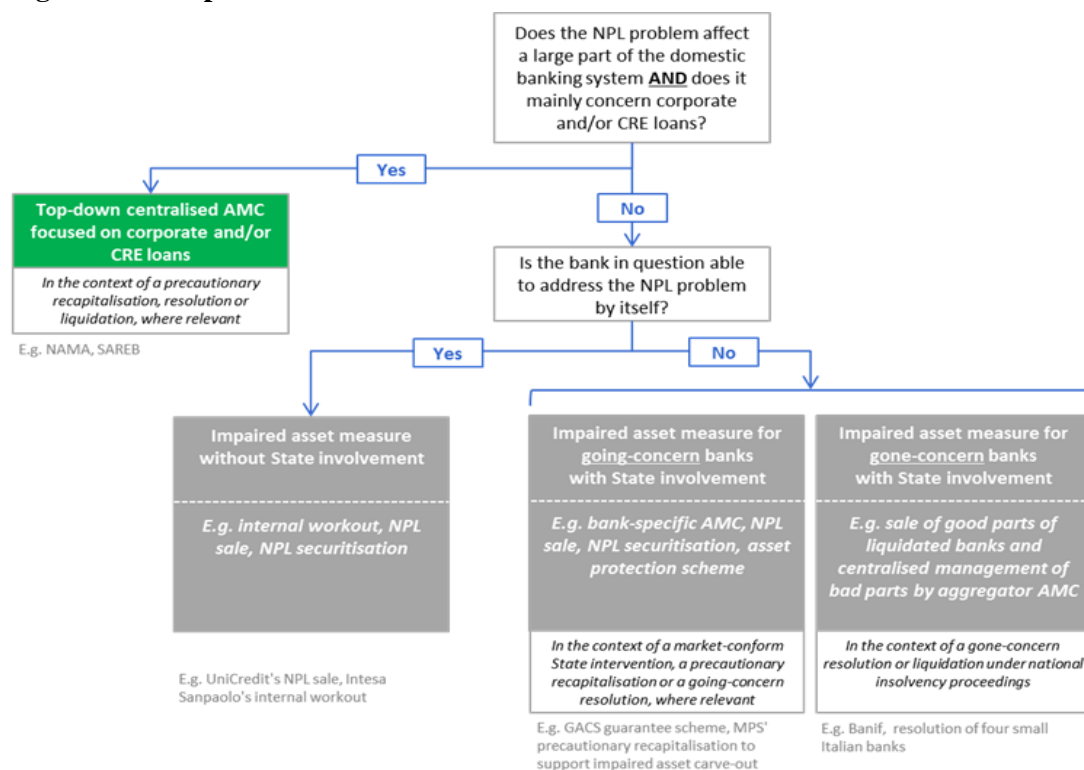 Does the NPL problem affect
a large part of the domestic
banking system AND does it
mainly concern corporate
and/or CRE loans?
Yes
No
Top-down centralised AMC
focused on corporate and/or
CRE loans
In the context of a precautionary
recapitalisation, resolution or
liquidation, where relevant
E.g. NAMA, SAREB
Is the bank in question able
to address the NPL problem
by itself?
Yes
No
Impaired asset measure
without State involvement
E.g. internal workout, NPL
sale, NPL securitisation
E.g. UniCredit's NPL sale, Intesa
Sanpaolo's internal workout
Impaired asset measure for
going-concern banks
with State involvement
E.g. bank-specific AMC, NPL
sale, NPL securitisation, asset
protection scheme
In the context of a market-conform
State intervention, a precautionary
recapitalisation or a going-concern
resolution, where relevant
E.g. GACS guarantee scheme, MPS'
precautionary recapitalisation to
support impaired asset carve-out
Impaired asset measure for
gone-concern banks
with State involvement
E.g. sale of good parts of
liquidated banks and
centralised management of
bad parts by aggregator AMC
In the context of a gone-concern
resolution or liquidation under national
insolvency proceedings
E.g. Banif, resolution of four small
Italian banks